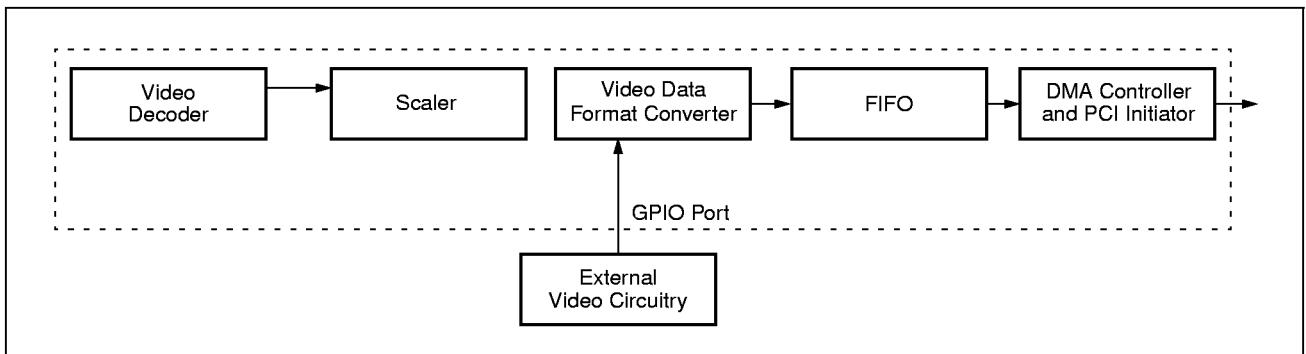 Video
Decoder
Scaler
Video Data
Format Converter
FIFO
DMA Controller
and PCI Initiator
GPIO Port
External
Video Circuitry